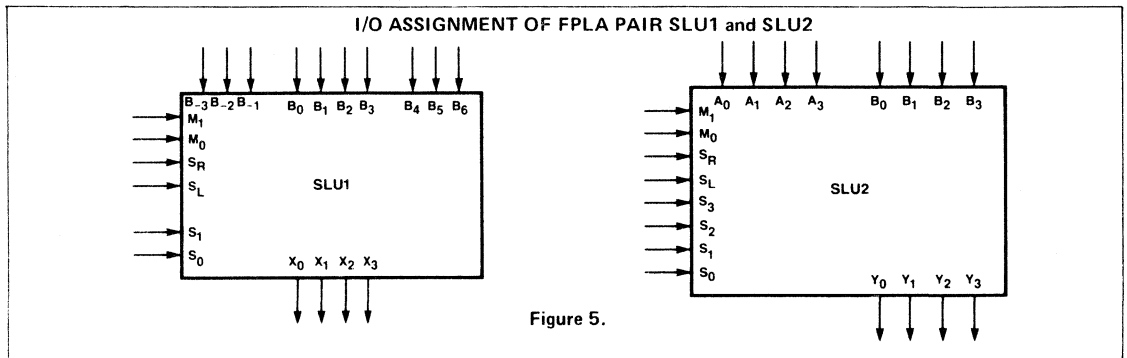 I/O ASSIGNMENT OF FPLA PAIR SLU1 and SLU2
B-3 B-2 B-1 B0 B1 B2 B3 B4 B5 B6
M1
M0
SR
SL
SLU1
S1
S0
X0 X1 X2 X3
A0 A1 A2 A3 B0 B1 B2 B3
M1
M0
SR
SL
SLU2
S3
S2
S1
S0
Y0 Y1 Y2 Y3
Figure 5.